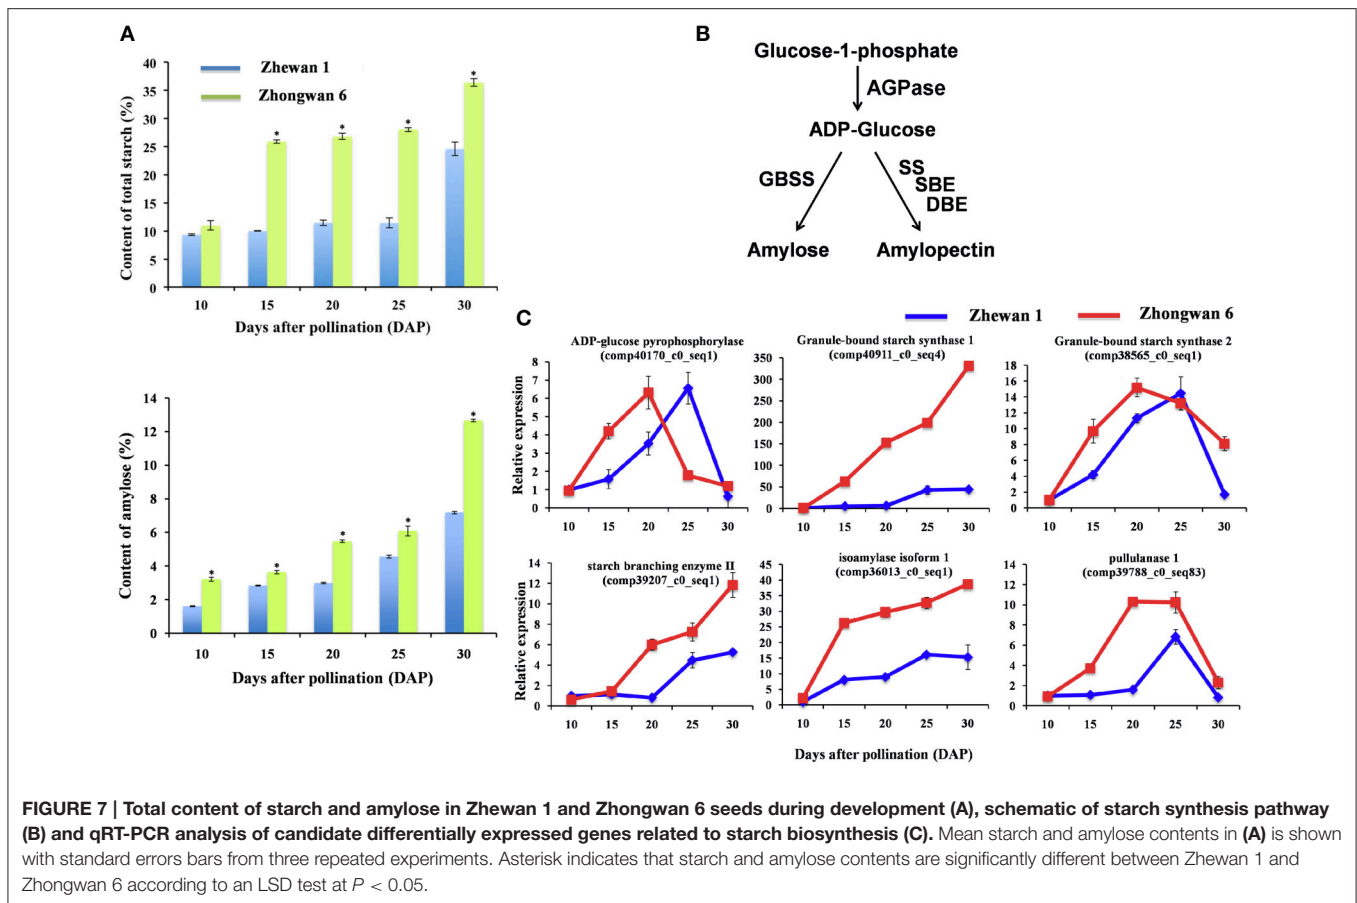 A
Zhewan 1
Zhongwan 6
Content of total starch (%)
40
35
30
25
20
15
10
5
0
*
*
*
*
10 15 20 25 30
Days after pollination (DAP)
Content of amylose (%)
14
12
10
8
6
4
2
0
*
*
*
*
*
10 15 20 25 30
Days after pollination (DAP)
B
Glucose-1-phosphate
AGPase
ADP-Glucose
GBSS
SS
SBE
DBE
Amylose
Amylopectin
C
Zhewan 1
Zhongwan 6
ADP-glucose pyrophosphorylase
(comp40170_c0_seq1)
Relative expression
8
7
6
5
4
3
2
1
0
10 15 20 25 30
Granule-bound starch synthase 1
(comp40911_c0_seq4)
350
300
250
200
150
100
50
0
10 15 20 25 30
Granule-bound starch synthase 2
(comp38565_c0_seq1)
18
16
14
12
10
8
6
4
2
0
10 15 20 25 30
starch branching enzyme II
(comp39207_c0_seq1)
Relative expression
14
12
10
8
6
4
2
0
10 15 20 25 30
isoamylase isoform 1
(comp36013_c0_seq1)
45
40
35
30
25
20
15
10
5
0
10 15 20 25 30
pullulanase 1
(comp39788_c0_seq83)
14
12
10
8
6
4
2
0
10 15 20 25 30
Days after pollination (DAP)
FIGURE 7 | Total content of starch and amylose in Zhewan 1 and Zhongwan 6 seeds during development (A), schematic of starch synthesis pathway
(B) and qRT-PCR analysis of candidate differentially expressed genes related to starch biosynthesis (C). Mean starch and amylose contents in (A) is shown
with standard errors bars from three repeated experiments. Asterisk indicates that starch and amylose contents are significantly different between Zhewan 1 and
Zhongwan 6 according to an LSD test at P < 0.05.